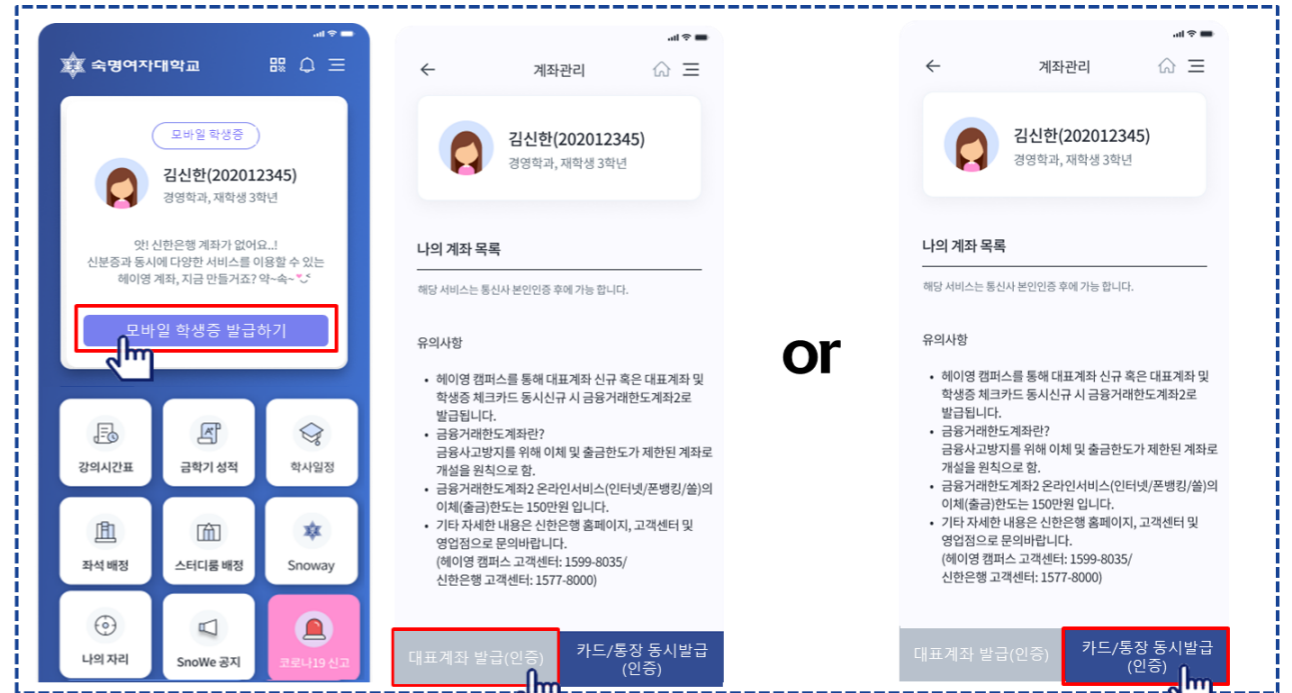 숙명여자대학교
모바일 학생증
김신한(202012345)
경영학과, 재학생 3학년
앗! 신한은행 계좌가 없어요..!
신분증과 동시에 다양한 서비스를 이용할 수 있는
헤이영 계좌, 지금 만들거죠? 약~속~
모바일 학생증 발급하기
강의시간표
금학기 성적
학사일정
좌석 배정
스터디룸 배정
Snoway
나의 자리
SnoWe 공지
코로나19 신고
계좌관리
김신한(202012345)
경영학과, 재학생 3학년
나의 계좌 목록
해당 서비스는 통신사 본인인증 후에 가능 합니다.
유의사항
• 헤이영 캠퍼스를 통해 대표계좌 신규 혹은 대표계좌 및
학생증 체크카드 동시신규 시 금융거래한도계좌2로
발급됩니다.
• 금융거래한도계좌란?
금융사고방지를 위해 이체 및 출금한도가 제한된 계좌로
개설을 원칙으로 함.
• 금융거래한도계좌2 온라인서비스(인터넷/폰뱅킹/쏠)의
이체(출금)한도는 150만원 입니다.
• 기타 자세한 내용은 신한은행 홈페이지, 고객센터 및
영업점으로 문의바랍니다.
(헤이영 캠퍼스 고객센터: 1599-8035/
신한은행 고객센터: 1577-8000)
대표계좌 발급(인증)
카드/통장 동시발급
(인증)
or
계좌관리
김신한(202012345)
경영학과, 재학생 3학년
나의 계좌 목록
해당 서비스는 통신사 본인인증 후에 가능 합니다.
유의사항
• 헤이영 캠퍼스를 통해 대표계좌 신규 혹은 대표계좌 및
학생증 체크카드 동시신규 시 금융거래한도계좌2로
발급됩니다.
• 금융거래한도계좌란?
금융사고방지를 위해 이체 및 출금한도가 제한된 계좌로
개설을 원칙으로 함.
• 금융거래한도계좌2 온라인서비스(인터넷/폰뱅킹/쏠)의
이체(출금)한도는 150만원 입니다.
• 기타 자세한 내용은 신한은행 홈페이지, 고객센터 및
영업점으로 문의바랍니다.
(헤이영 캠퍼스 고객센터: 1599-8035/
신한은행 고객센터: 1577-8000)
대표계좌 발급(인증)
카드/통장 동시발급
(인증)